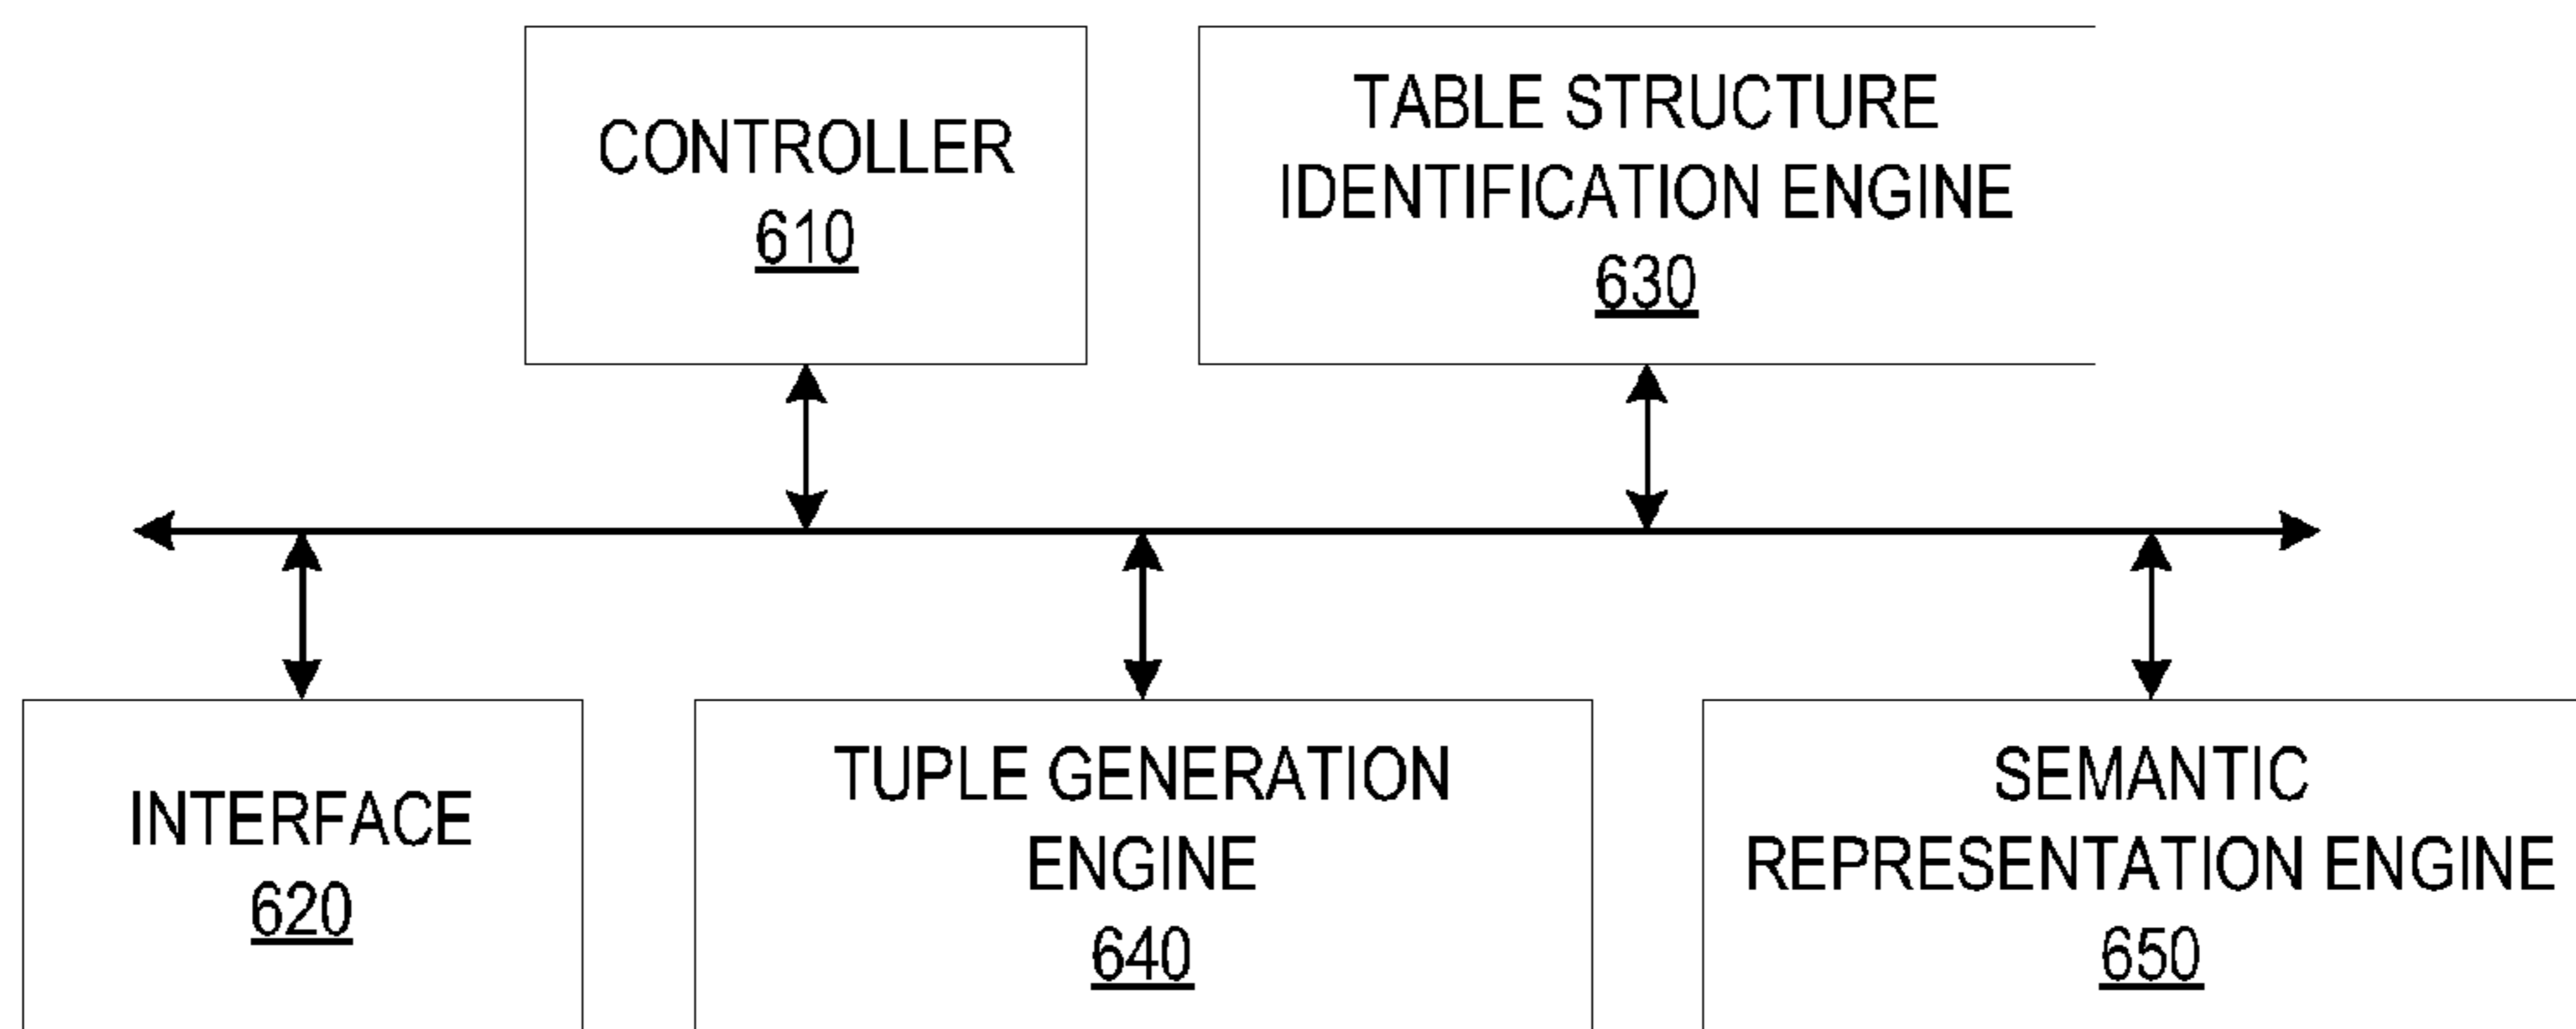 CONTROLLER
610
TABLE STRUCTURE
IDENTIFICATION ENGINE
630
INTERFACE
620
TUPLE GENERATION
ENGINE
640
SEMANTIC
REPRESENTATION ENGINE
650